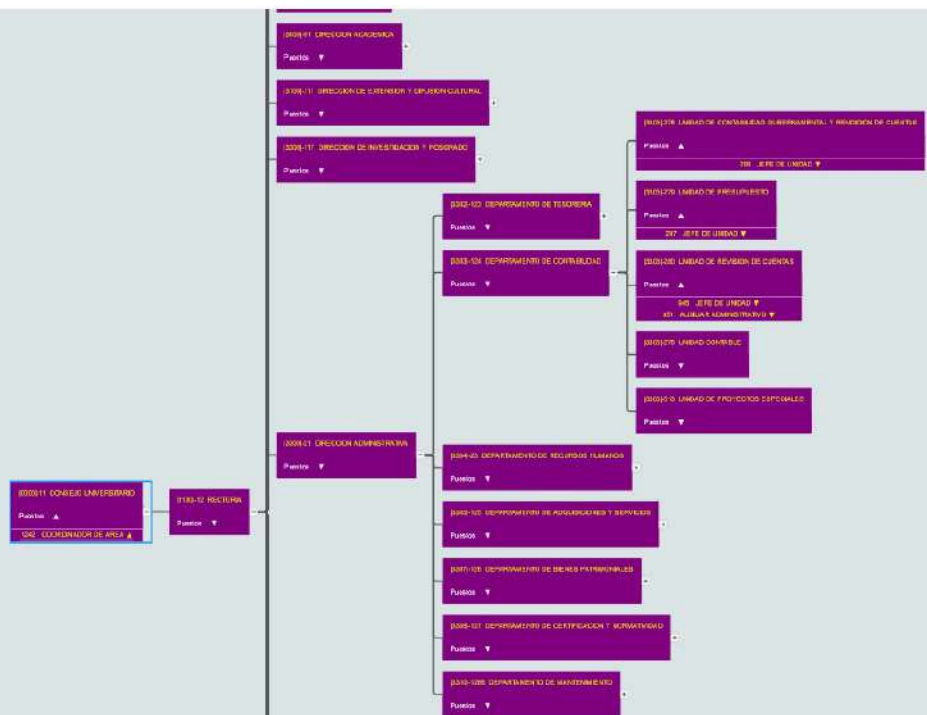 DIRECCION ACADEMICA
Puestos ▼
DIRECCION DE EXTENSION Y DIFUSION CULTURAL
Puestos ▼
DIRECCION DE INVESTIGACION Y POSGRADO
Puestos ▼
UNIDAD DE CONTABILIDAD GUBERNAMENTAL Y RENDICION DE CUENTAS
Puestos ▲
JEFE DE UNIDAD ▼
DEPARTAMENTO DE TESORERIA
Puestos ▼
UNIDAD DE PRESUPUESTO
Puestos ▲
JEFE DE UNIDAD ▼
DEPARTAMENTO DE CONTABILIDAD
Puestos ▼
UNIDAD DE REVISION DE CUENTAS
Puestos ▲
JEFE DE UNIDAD ▼
AUXILIAR ADMINISTRATIVO ▼
UNIDAD CONTABLE
Puestos ▼
UNIDAD DE PROYECTOS ESPECIALES
Puestos ▼
DIRECCION ADMINISTRATIVA
Puestos ▼
DEPARTAMENTO DE RECURSOS HUMANOS
Puestos ▼
CONSEJO UNIVERSITARIO
Puestos ▲
1242 COORDINADOR DE AREA ▲
RECTORIA
Puestos ▼
DEPARTAMENTO DE ADQUISICIONES Y SERVICIOS
Puestos ▼
DEPARTAMENTO DE BIENES PATRIMONIALES
Puestos ▼
DEPARTAMENTO DE CERTIFICACION Y NORMATIVIDAD
Puestos ▼
DEPARTAMENTO DE MANTENIMIENTO
Puestos ▼